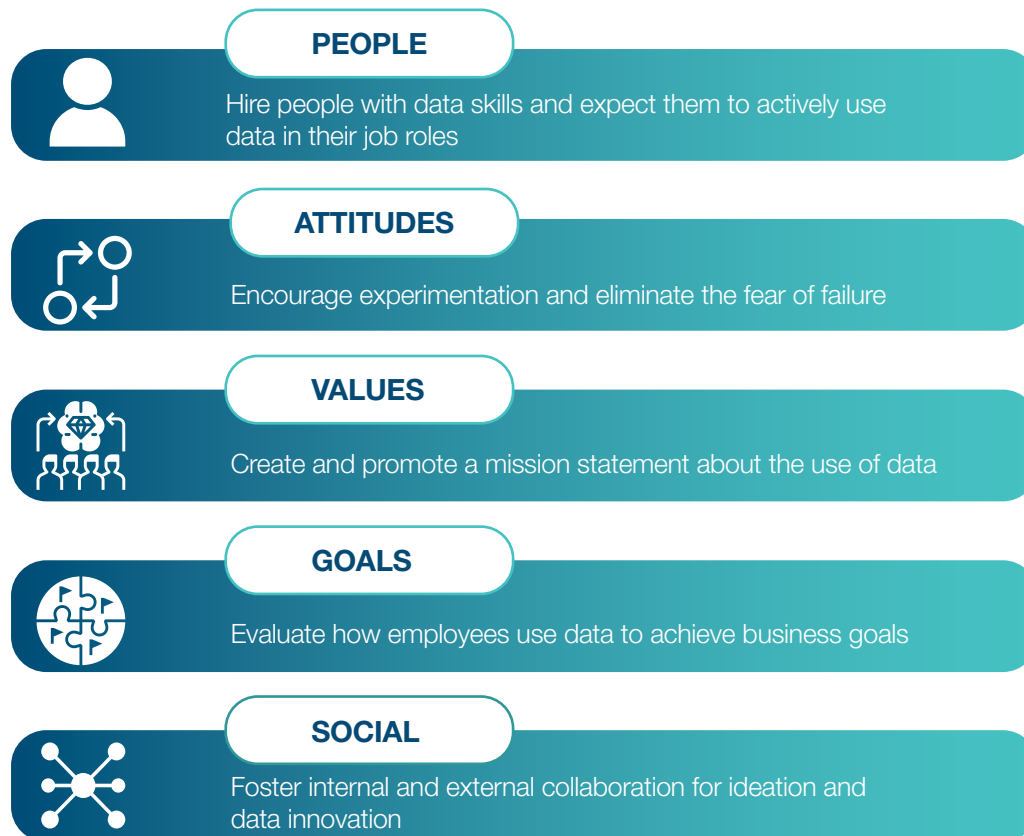 PEOPLE
Hire people with data skills and expect them to actively use
data in their job roles
ATTITUDES
Encourage experimentation and eliminate the fear of failure
VALUES
Create and promote a mission statement about the use of data
GOALS
Evaluate how employees use data to achieve business goals
SOCIAL
Foster internal and external collaboration for ideation and
data innovation